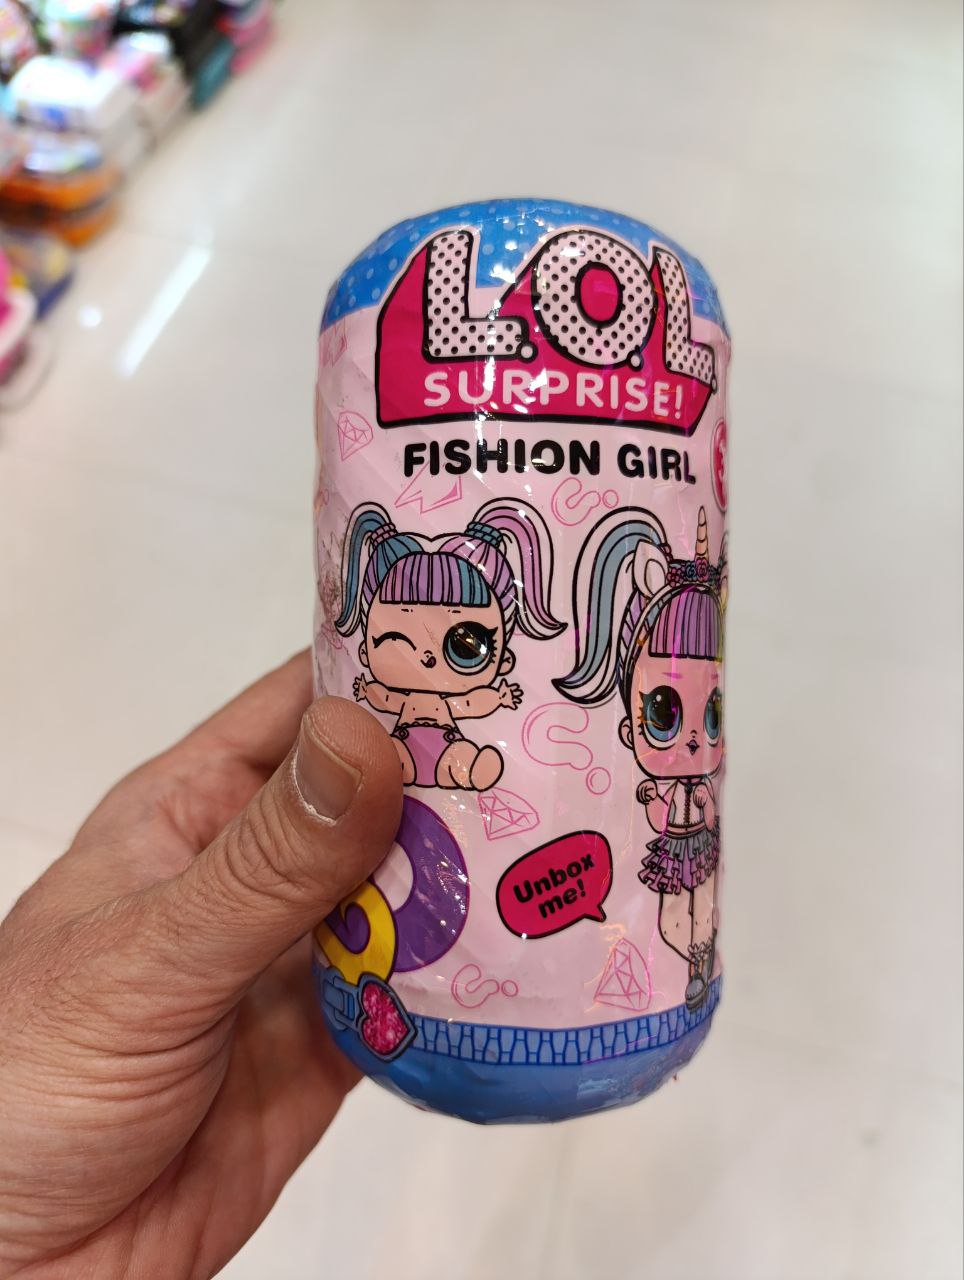 L.O.L.
SURPRISE!
FISHION GIRL
Unbox
me!